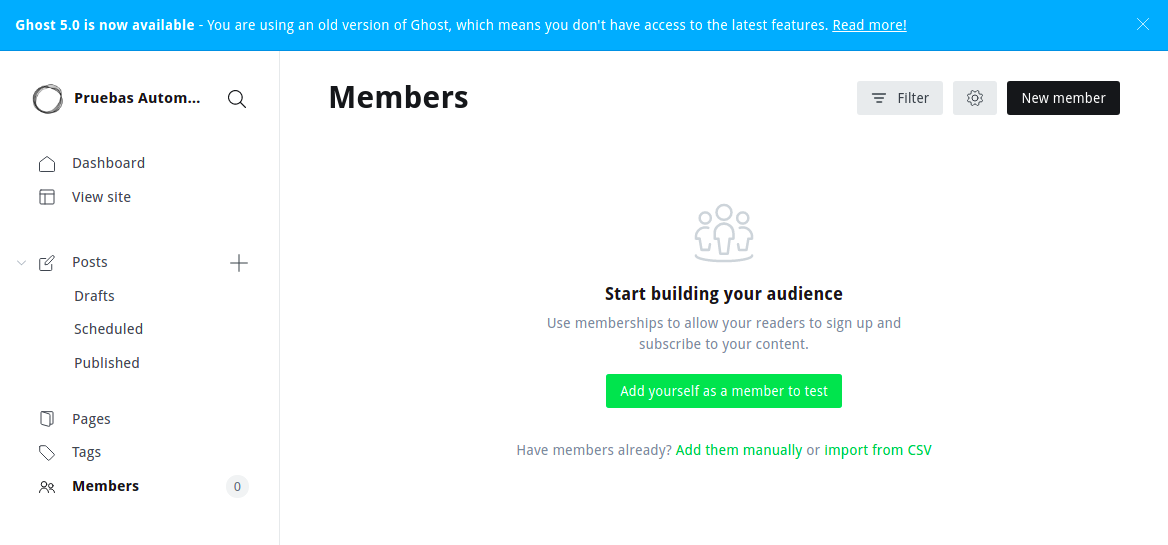 Ghost 5.0 is now available - You are using an old version of Ghost, which means you don't have access to the latest features. Read more!
Pruebas Autom...
Dashboard
View site
Posts
Drafts
Scheduled
Published
Pages
Tags
Members 0
Members
Filter
New member
Start building your audience
Use memberships to allow your readers to sign up and
subscribe to your content.
Add yourself as a member to test
Have members already? Add them manually or import from CSV